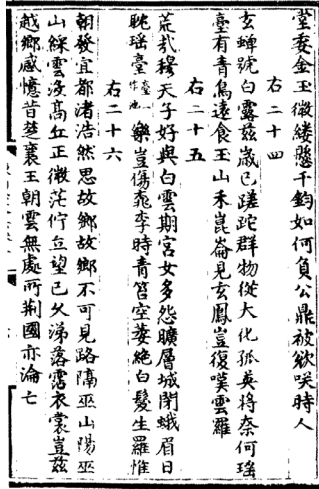 堂委金玉微縷懸千鈞如何負公鼎被敓笑時人
右二十四
玄蟬號白露茲歲已蹉跎群物從大化孤英將奈何瑤
臺有青鳥遠食玉山禾崑崙見玄鳳豈復嘆雲羅
右二十五
荒哉穆天子好與白雲期宮女多怨曠層城閉蛾眉日
眈瑤臺樂豈傷桃李時青苔空萎絕白髮生羅帷
右二十六
朝發宜都渚浩然思故鄉故鄉不可見路隔巫山陽巫
山綵雲沒高丘正微茫佇立望已久涕落霑衣裳豈茲
越鄉感憶昔楚襄王朝雲無處所荊國亦淪亡